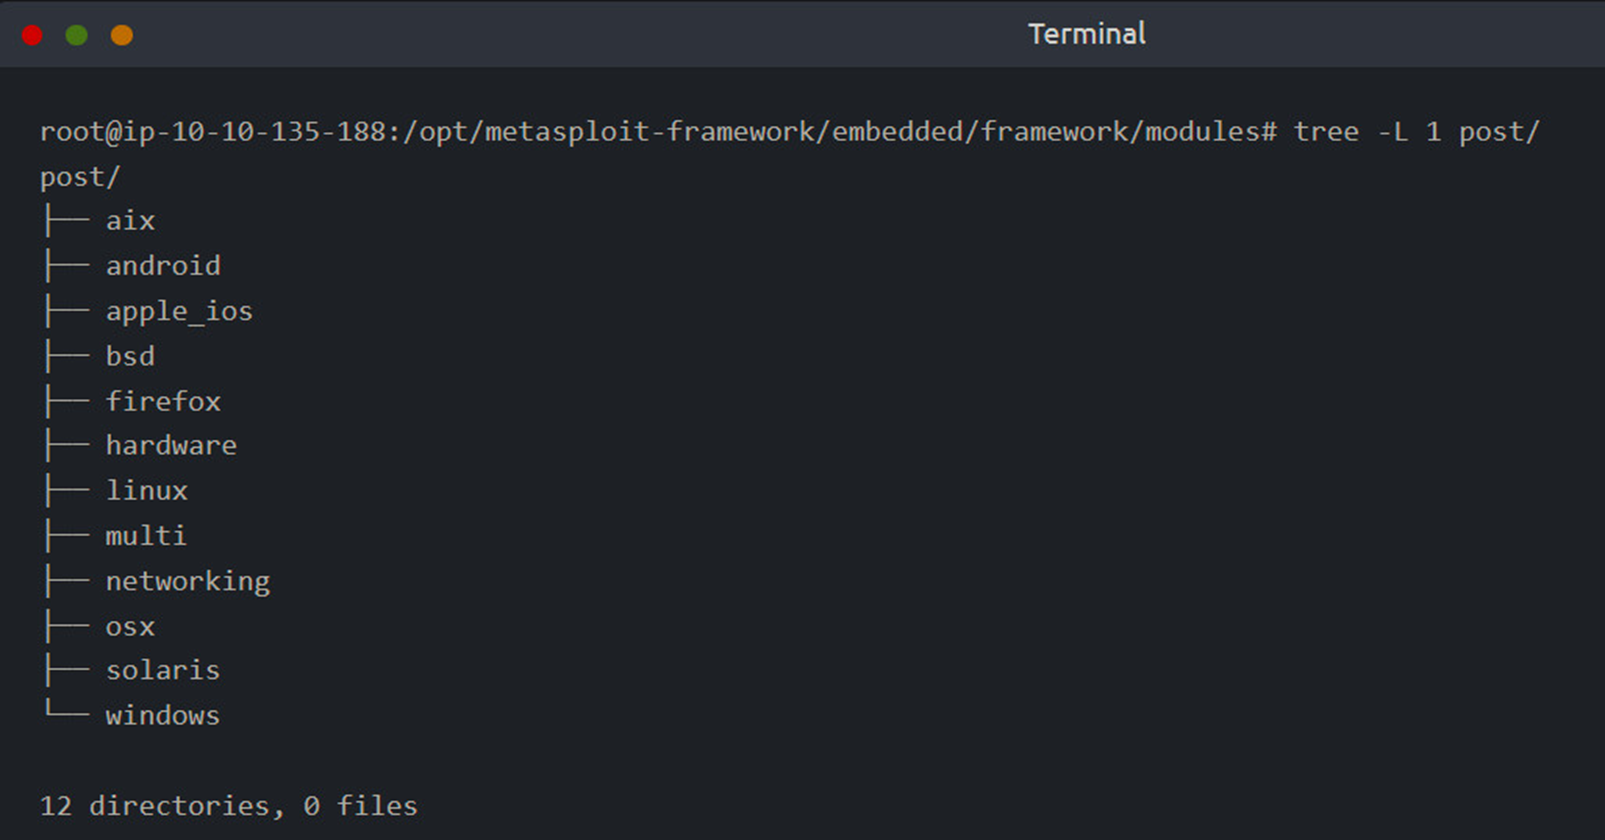 Terminal
root@ip-10-10-135-188:/opt/metasploit-framework/embedded/framework/modules# tree -L 1 post/
post/
├── aix
├── android
├── apple_ios
├── bsd
├── firefox
├── hardware
├── linux
├── multi
├── networking
├── osx
├── solaris
└── windows
12 directories, 0 files